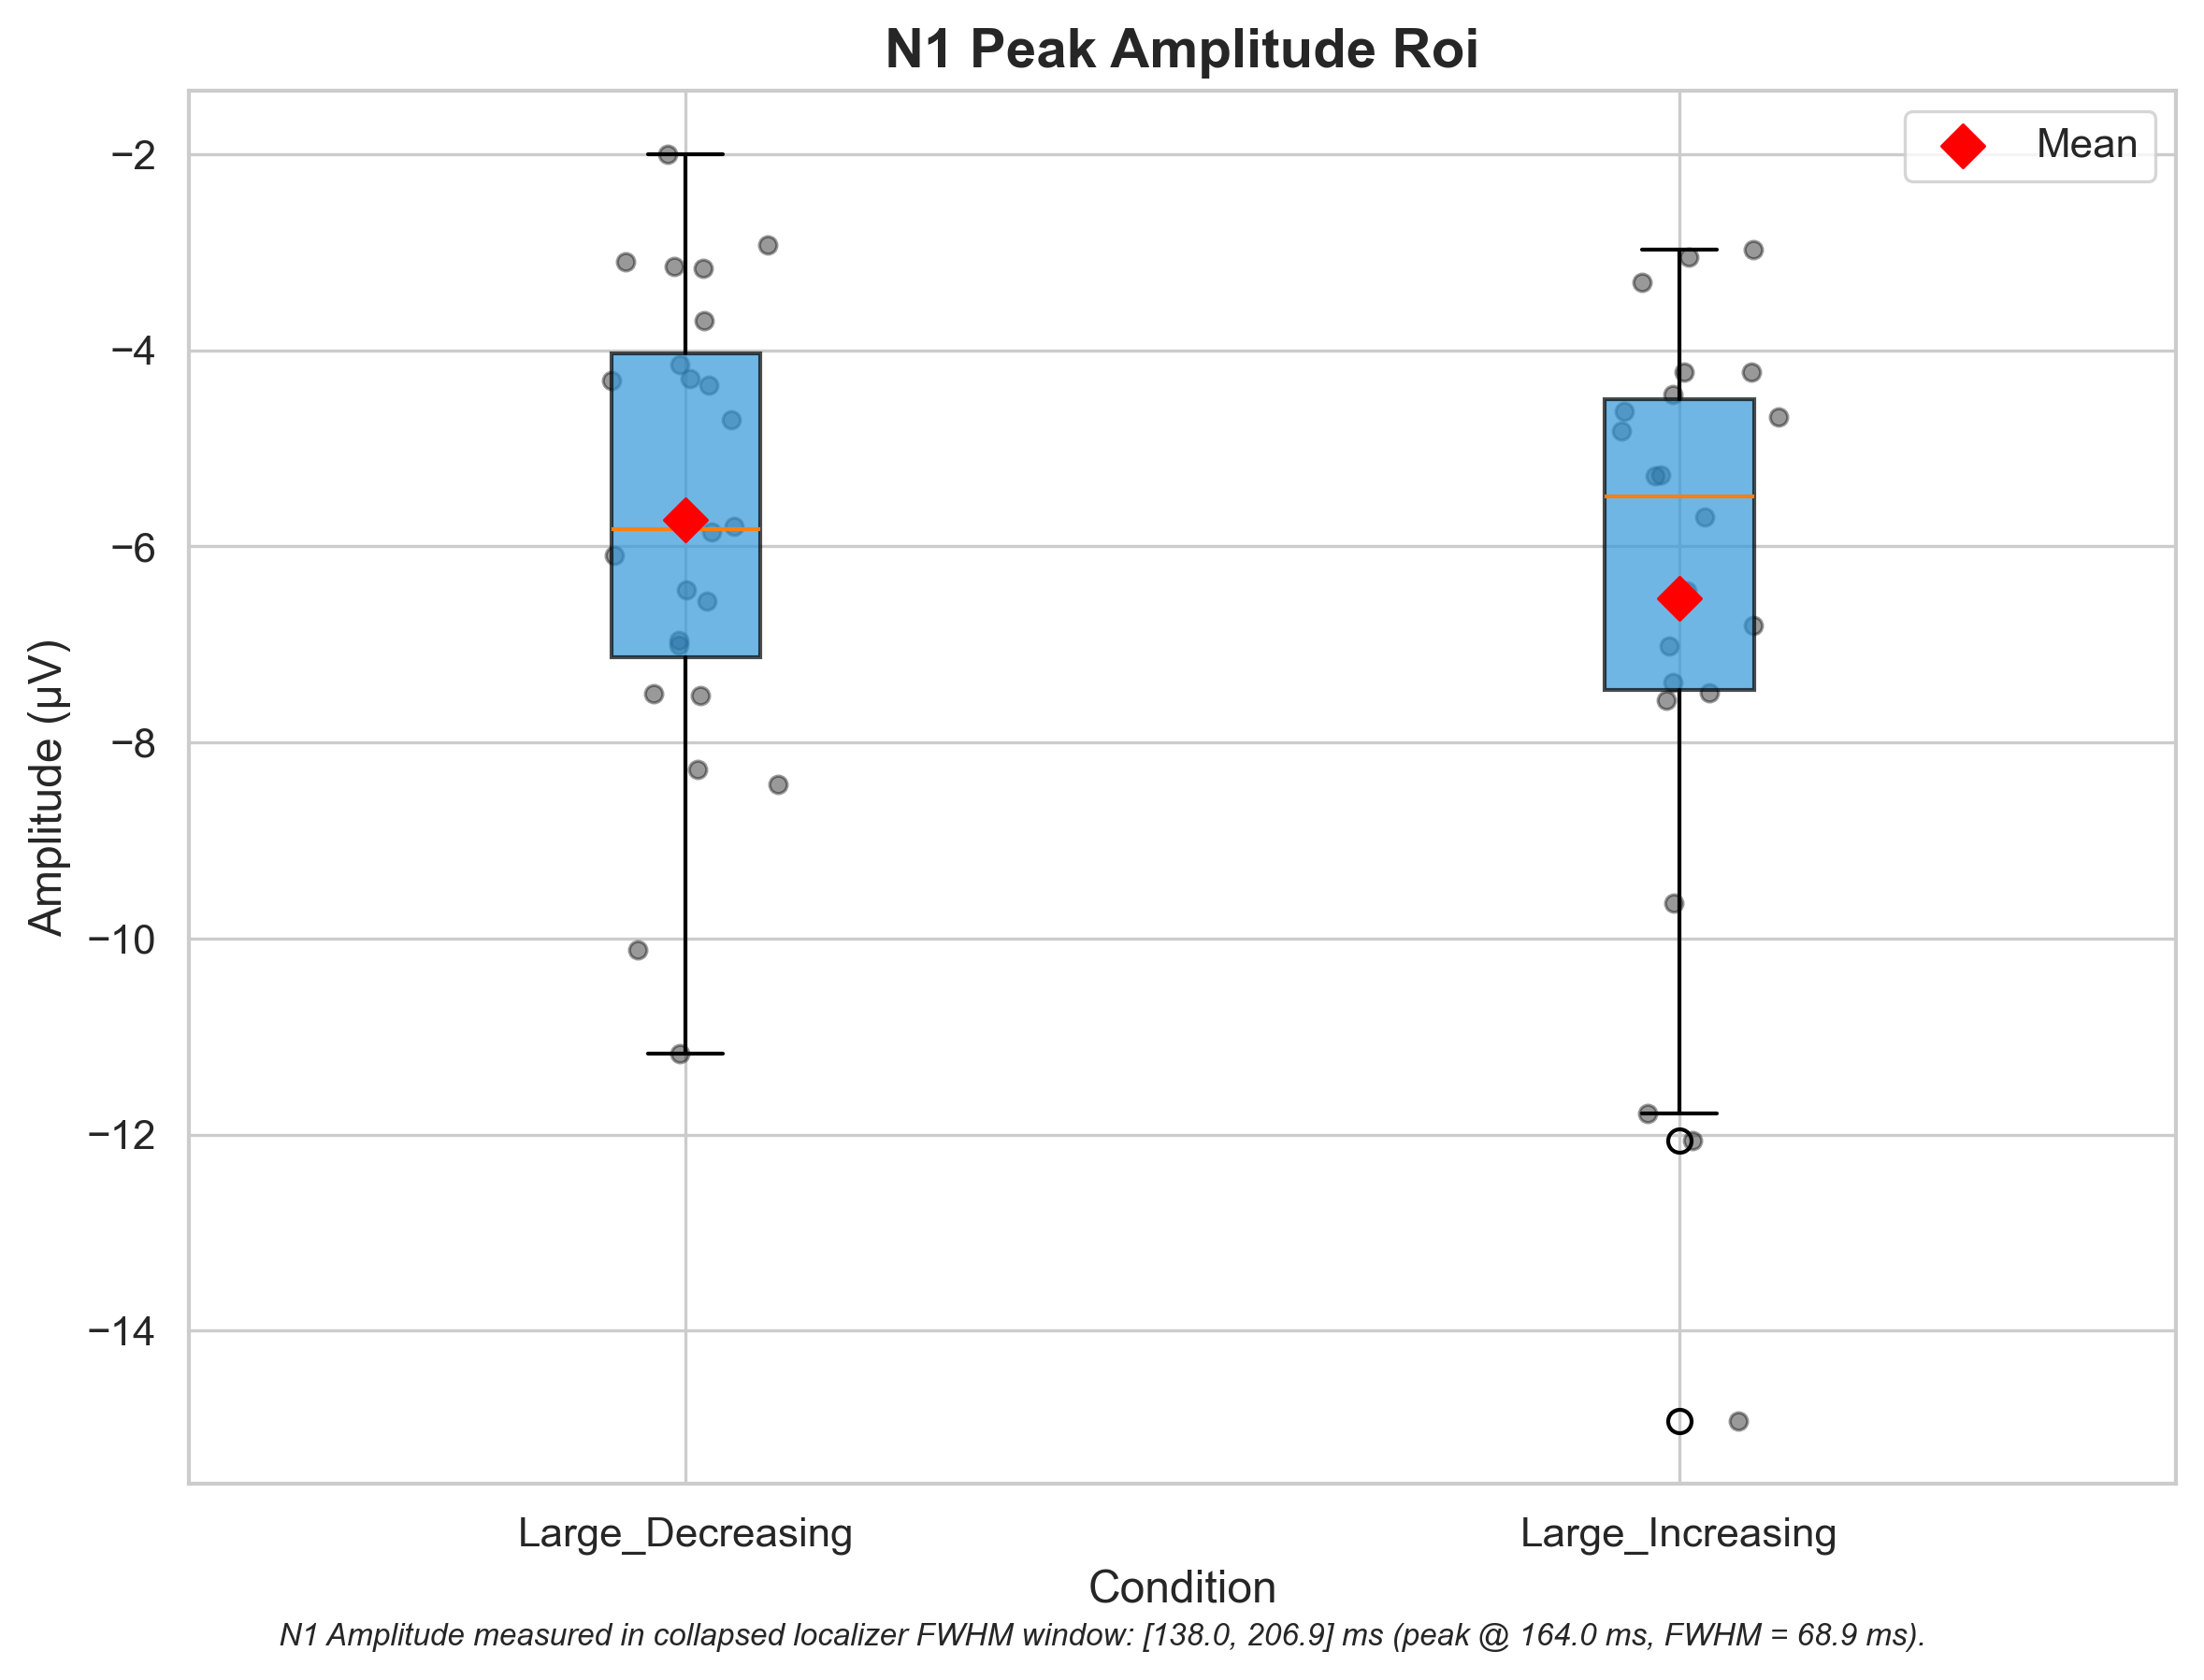 N1 Peak Amplitude Roi
Mean
−2
−4
−6
−8
−10
−12
−14
Amplitude (µV)
Large_Decreasing
Large_Increasing
Condition
N1 Amplitude measured in collapsed localizer FWHM window: [138.0, 206.9] ms (peak @ 164.0 ms, FWHM = 68.9 ms).